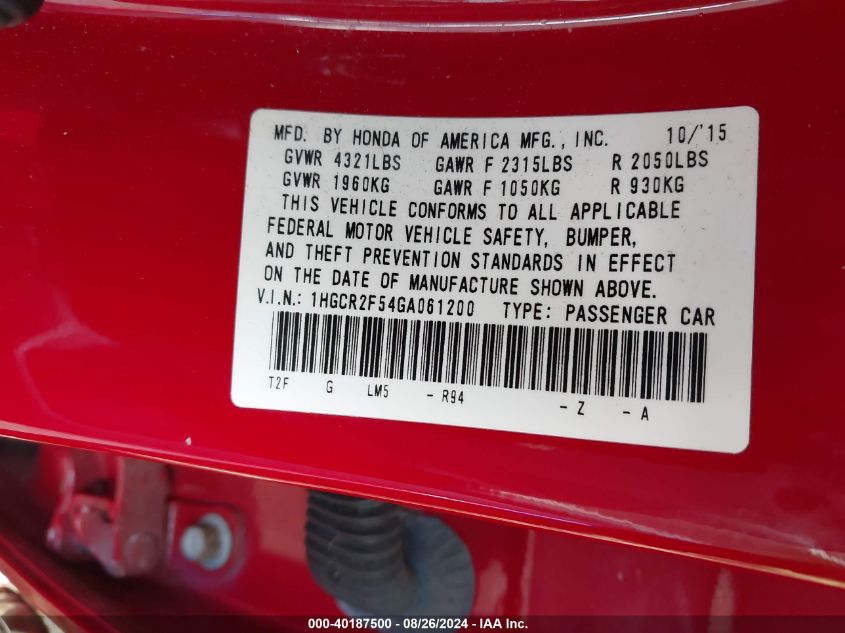 MFD. BY HONDA OF AMERICA MFG., INC. 10/'15
GVWR 4321LBS GAWR F 2315LBS R 2050LBS
GVWR 1960KG GAWR F 1050KG R 930KG
THIS VEHICLE CONFORMS TO ALL APPLICABLE
FEDERAL MOTOR VEHICLE SAFETY, BUMPER,
AND THEFT PREVENTION STANDARDS IN EFFECT
ON THE DATE OF MANUFACTURE SHOWN ABOVE.
V.I.N.: 1HGCR2F54GA061200 TYPE: PASSENGER CAR
T2F G LM5 - R94 - Z - A
000-40187500 - 08/26/2024 - IAA Inc.